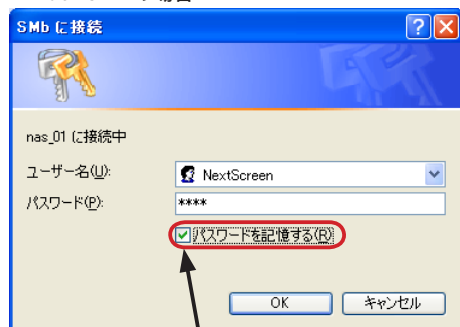 SMb に接続
nas_01 に接続中
ユーザー名(U):
NextScreen
パスワード(P):
****
パスワードを記憶する(R)
OK
キャンセル